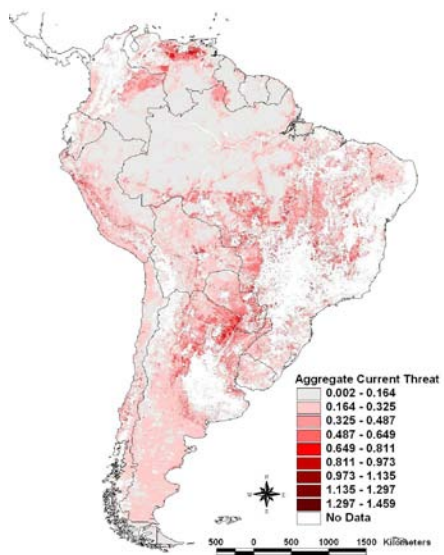 Aggregate Current Threat
0.002 - 0.164
0.164 - 0.325
0.325 - 0.487
0.487 - 0.649
0.649 - 0.811
0.811 - 0.973
0.973 - 1.135
1.135 - 1.297
1.297 - 1.459
No Data
N
W E
S
500 0 500 1000 1500
Kilometers